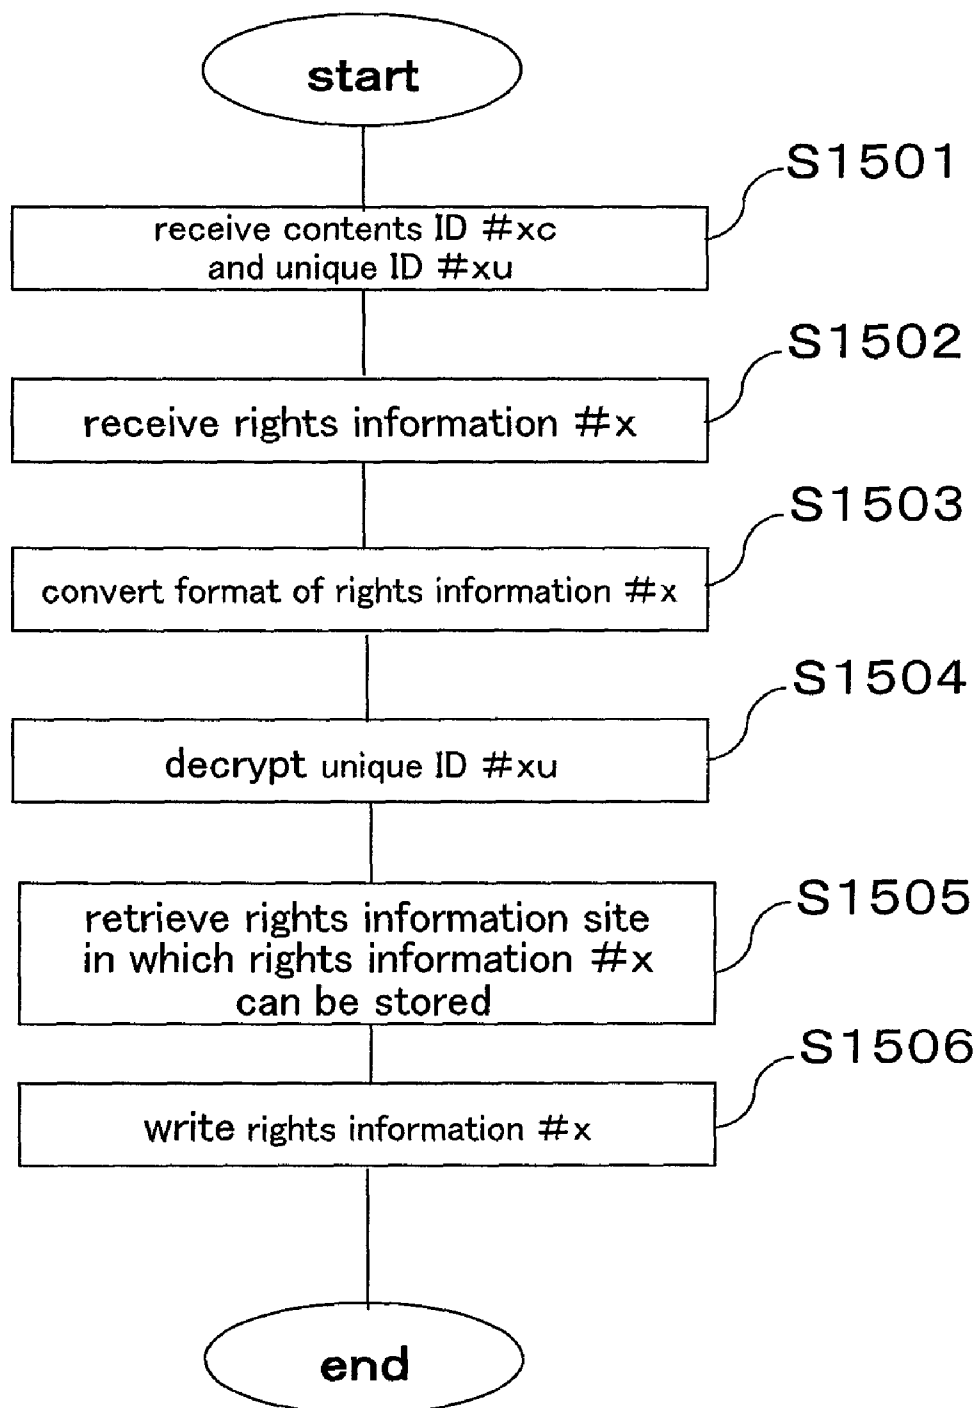 start
S1501
receive contents ID #xc
and unique ID #xu
S1502
receive rights information #x
S1503
convert format of rights information #x
S1504
decrypt unique ID #xu
S1505
retrieve rights information site
in which rights information #x
can be stored
S1506
write rights information #x
end